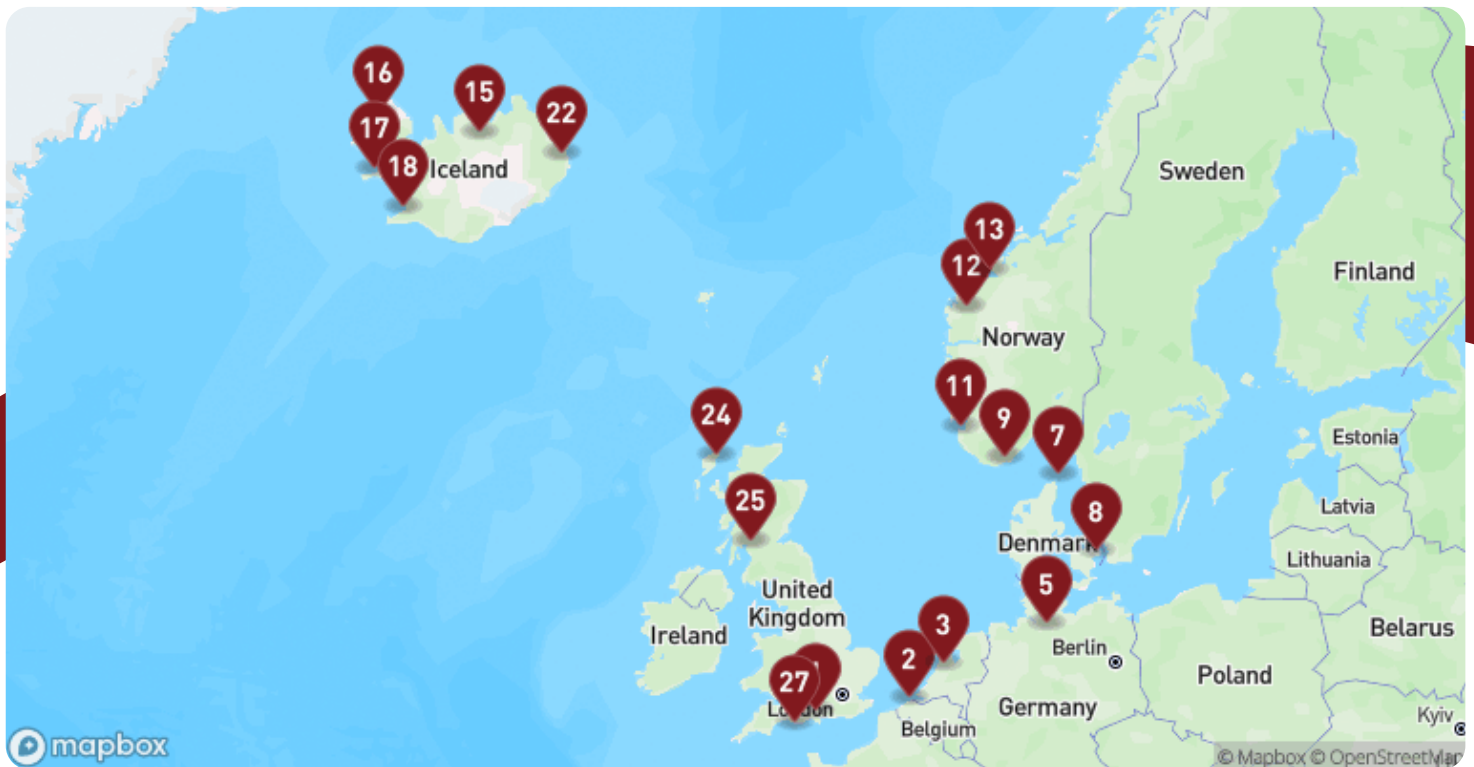 16
15
22
17
18
Iceland
Sweden
13
12
Finland
Norway
11
9
24
7
Estonia
25
8
Latvia
Denmark
Lithuania
United
Kingdom
5
3
Ireland
Belarus
2
Berlin
27
Poland
London
Germany
Kyiv
Belgium
mapbox
© Mapbox © OpenStreetMap